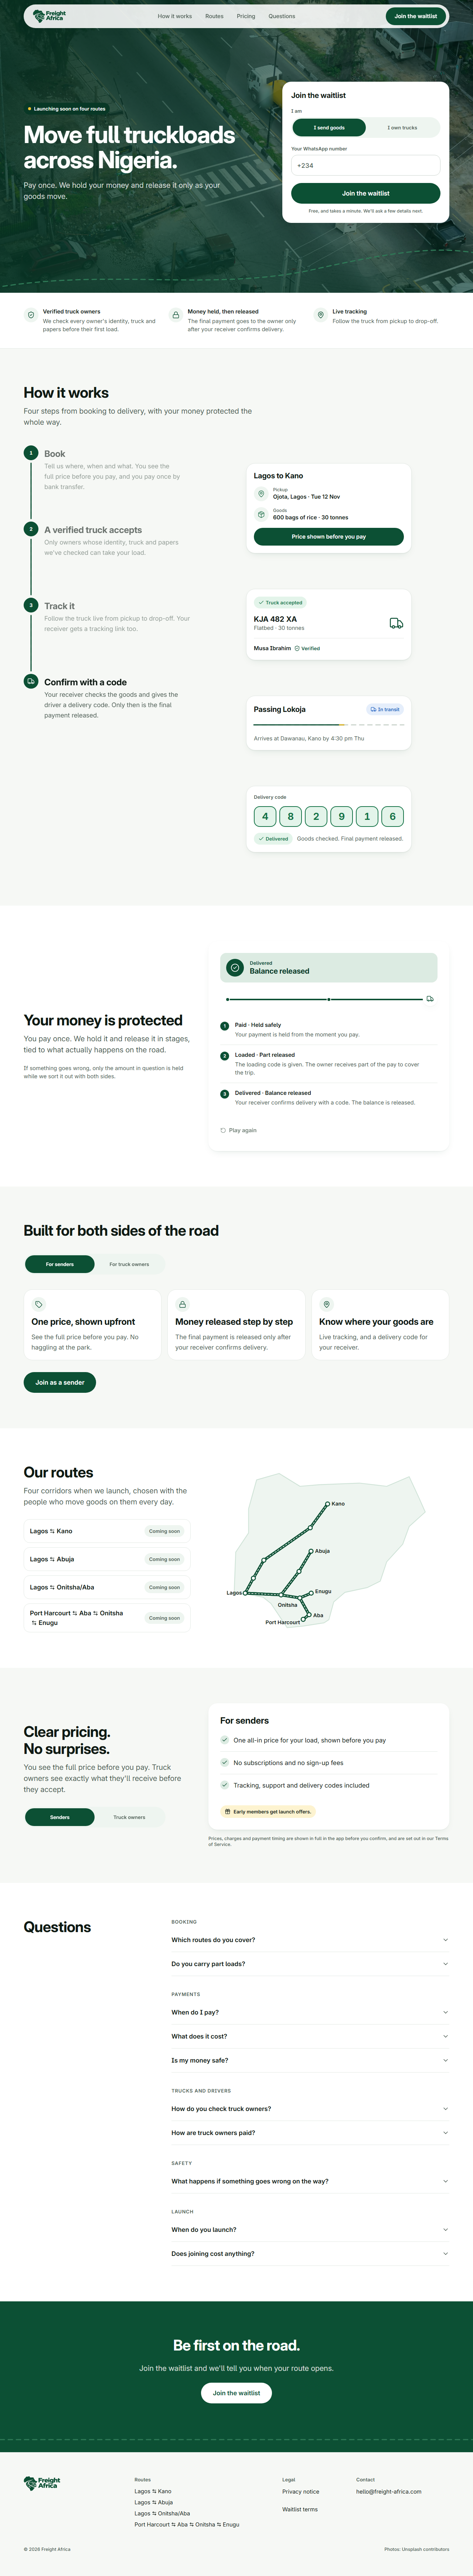 Freight
Africa
How it works
Routes
Pricing
Questions
Join the waitlist
Launching soon on four routes
Move full truckloads
across Nigeria.
Pay once. We hold your money and release it only as your
goods move.
Join the waitlist
I am
I send goods
I own trucks
Your WhatsApp number
+234
Join the waitlist
Free, and takes a minute. We'll ask a few details next.
Verified truck owners
We check every owner's identity, truck and
papers before their first load.
Money held, then released
The final payment goes to the owner only
after your receiver confirms delivery.
Live tracking
Follow the truck from pickup to drop-off.
How it works
Four steps from booking to delivery, with your money protected the
whole way.
1
Book
Tell us where, when and what. You see the
full price before you pay, and you pay once by
bank transfer.
2
A verified truck accepts
Only owners whose identity, truck and papers
we've checked can take your load.
3
Track it
Follow the truck live from pickup to drop-off. Your
receiver gets a tracking link too.
Confirm with a code
Your receiver checks the goods and gives the
driver a delivery code. Only then is the final
payment released.
Lagos to Kano
Pickup
Ojota, Lagos · Tue 12 Nov
Goods
600 bags of rice · 30 tonnes
Price shown before you pay
Truck accepted
KJA 482 XA
Flatbed · 30 tonnes
Musa Ibrahim
Verified
Passing Lokoja
In transit
Arrives at Dawanau, Kano by 4:30 pm Thu
Delivery code
4 8 2 9 1 6
Delivered
Goods checked. Final payment released.
Your money is protected
You pay once. We hold it and release it in stages,
tied to what actually happens on the road.
If something goes wrong, only the amount in question is held
while we sort it out with both sides.
Delivered
Balance released
1
Paid · Held safely
Your payment is held from the moment you pay.
2
Loaded · Part released
The loading code is given. The owner receives part of the pay to cover
the trip.
3
Delivered · Balance released
Your receiver confirms delivery with a code. The balance is released.
Play again
Built for both sides of the road
For senders
For truck owners
One price, shown upfront
See the full price before you pay. No
haggling at the park.
Money released step by step
The final payment is released only after
your receiver confirms delivery.
Know where your goods are
Live tracking, and a delivery code for
your receiver.
Join as a sender
Our routes
Four corridors when we launch, chosen with the
people who move goods on them every day.
Lagos ⇆ Kano
Coming soon
Lagos ⇆ Abuja
Coming soon
Lagos ⇆ Onitsha/Aba
Coming soon
Port Harcourt ⇆ Aba ⇆ Onitsha
⇆ Enugu
Coming soon
Kano
Abuja
Lagos
Enugu
Onitsha
Aba
Port Harcourt
Clear pricing.
No surprises.
You see the full price before you pay. Truck
owners see exactly what they'll receive before
they accept.
Senders
Truck owners
For senders
One all-in price for your load, shown before you pay
No subscriptions and no sign-up fees
Tracking, support and delivery codes included
Early members get launch offers.
Prices, charges and payment timing are shown in full in the app before you confirm, and are set out in our Terms
of Service.
Questions
BOOKING
Which routes do you cover?
Do you carry part loads?
PAYMENTS
When do I pay?
What does it cost?
Is my money safe?
TRUCKS AND DRIVERS
How do you check truck owners?
How are truck owners paid?
SAFETY
What happens if something goes wrong on the way?
LAUNCH
When do you launch?
Does joining cost anything?
Be first on the road.
Join the waitlist and we'll tell you when your route opens.
Join the waitlist
Freight
Africa
Routes
Lagos ⇆ Kano
Lagos ⇆ Abuja
Lagos ⇆ Onitsha/Aba
Port Harcourt ⇆ Aba ⇆ Onitsha ⇆ Enugu
Legal
Privacy notice
Waitlist terms
Contact
hello@freight-africa.com
© 2026 Freight Africa
Photos: Unsplash contributors